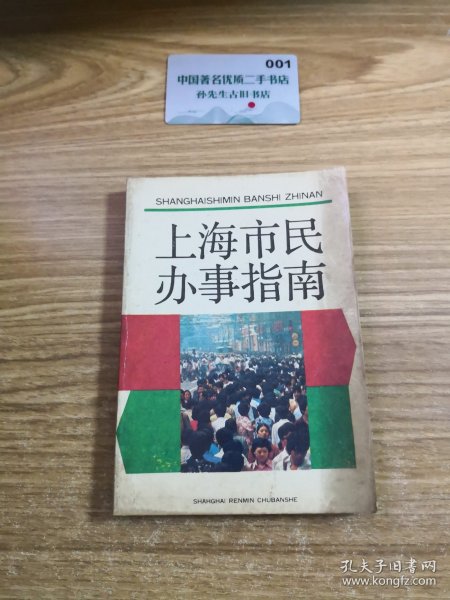 001
中国著名优质二手书店
孙先生古旧书店
SHANGHAISHIMIN BANSHI ZHINAN
上海市民
办事指南
SHAHGHAI RENMIN CHUBANSHE
孔夫子旧书网
www.kongfz.com